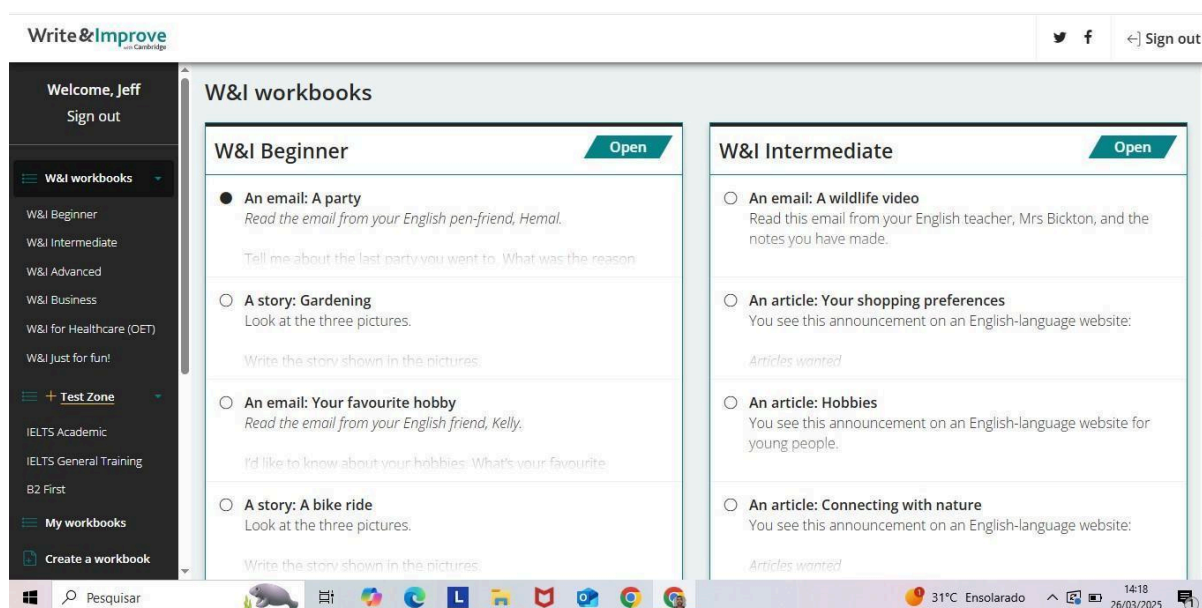 Write&Improve
with Cambridge
Sign out
Welcome, Jeff
Sign out
W&I workbooks
W&I Beginner
W&I Intermediate
W&I Advanced
W&I Business
W&I for Healthcare (OET)
W&I Just for fun!
+ Test Zone
IELTS Academic
IELTS General Training
B2 First
My workbooks
Create a workbook
W&I workbooks
W&I Beginner
Open
An email: A party
Read the email from your English pen-friend, Hemal.
Tell me about the last party you went to. What was the reason
A story: Gardening
Look at the three pictures.
Write the story shown in the pictures.
An email: Your favourite hobby
Read the email from your English friend, Kelly.
I'd like to know about your hobbies. What's your favourite
A story: A bike ride
Look at the three pictures.
Write the story shown in the pictures.
W&I Intermediate
Open
An email: A wildlife video
Read this email from your English teacher, Mrs Bickton, and the
notes you have made.
An article: Your shopping preferences
You see this announcement on an English-language website:
Articles wanted
An article: Hobbies
You see this announcement on an English-language website for
young people.
An article: Connecting with nature
You see this announcement on an English-language website:
Articles wanted
Pesquisar
L
31°C Ensolarado
14:18
26/03/2025